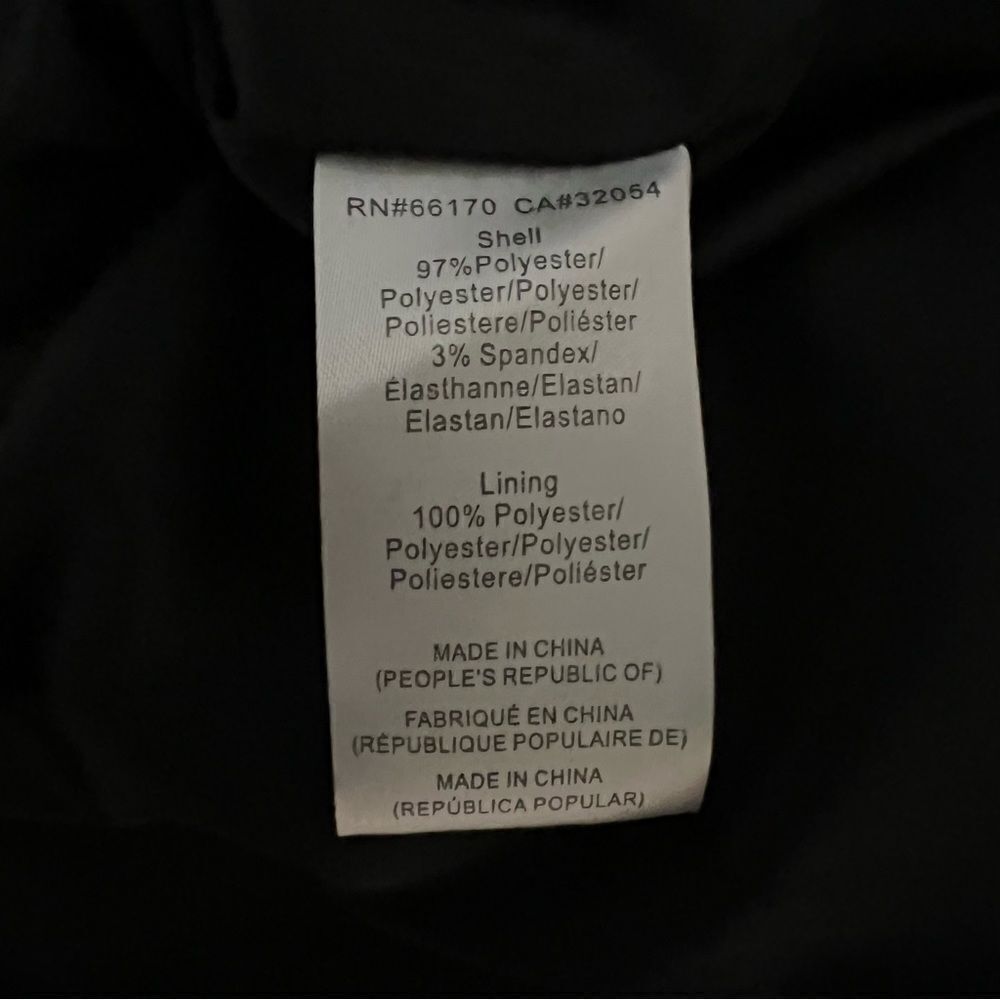 RN#66170 CA#32054
Shell
97%Polyester/
Polyester/Polyester/
Poliestere/Poliéster
3% Spandex/
Élasthanne/Elastan/
Elastan/Elastano
Lining
100% Polyester/
Polyester/Polyester/
Poliestere/Poliéster
MADE IN CHINA
(PEOPLE'S REPUBLIC OF)
FABRIQUÉ EN CHINA
(RÉPUBLIQUE POPULAIRE DE)
MADE IN CHINA
(REPÚBLICA POPULAR)